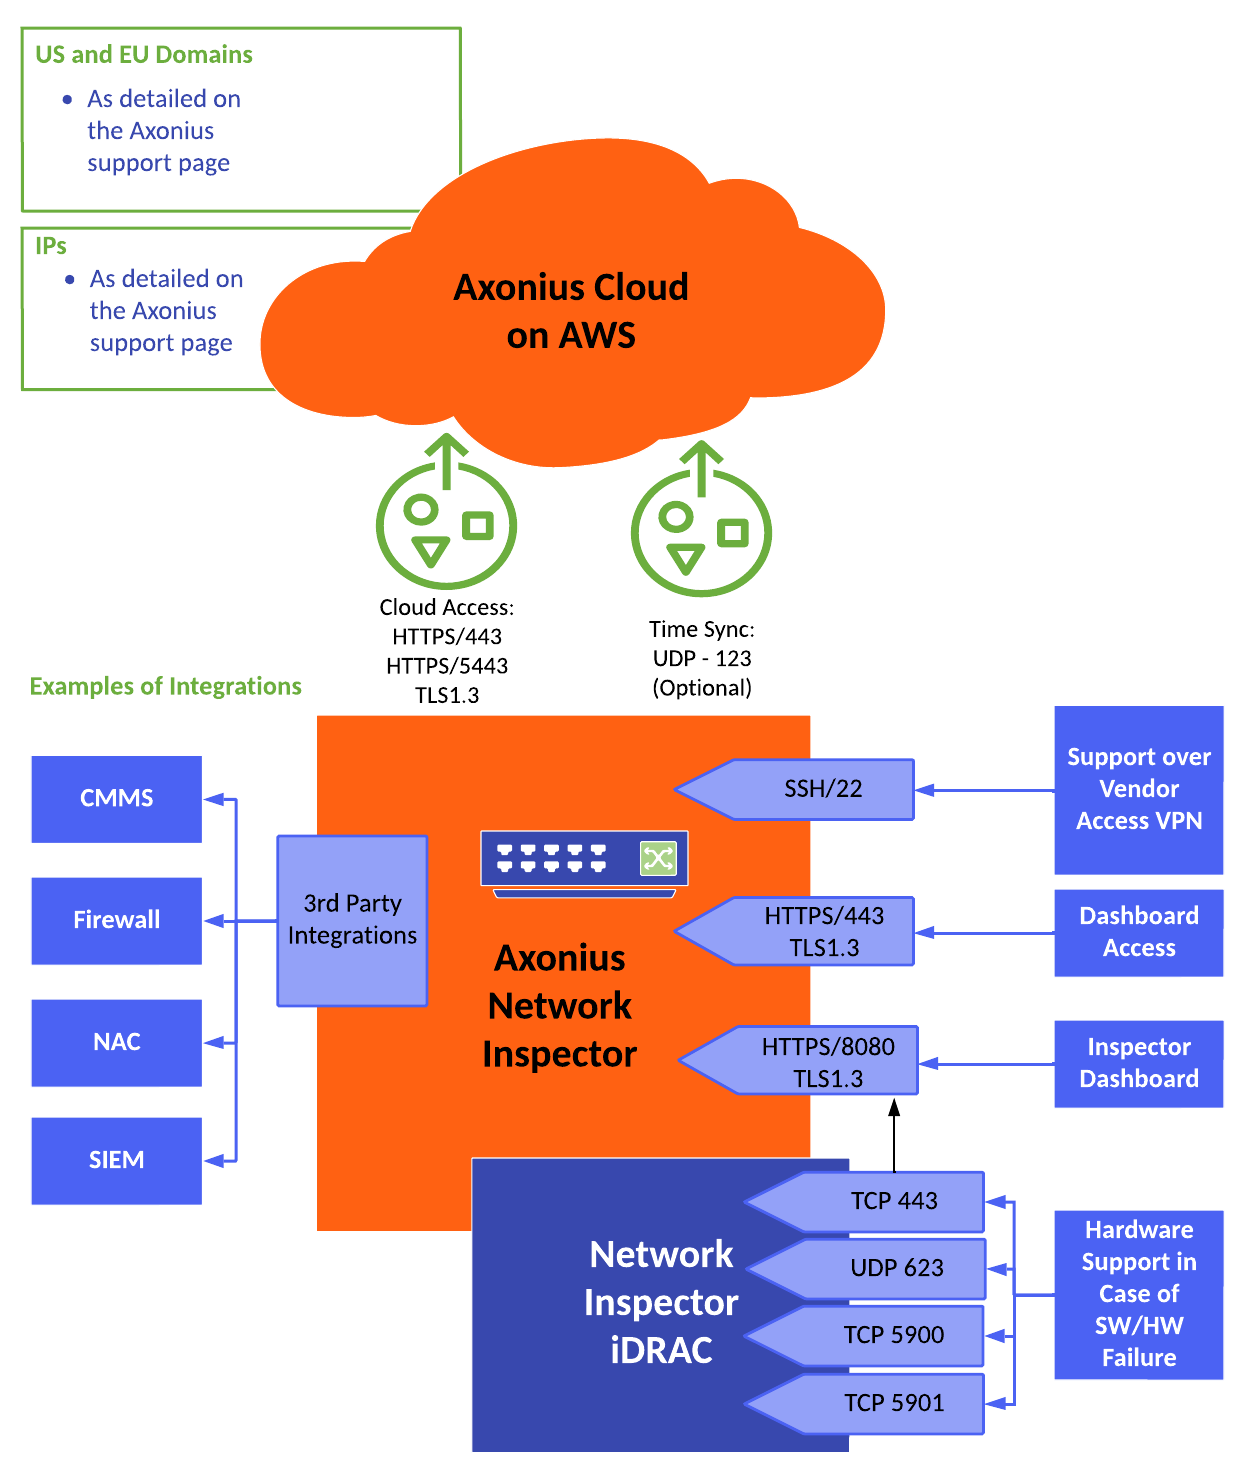 US and EU Domains
• As detailed on
the Axonius
support page
IPs
• As detailed on
the Axonius
support page
Axonius Cloud
on AWS
Cloud Access:
HTTPS/443
HTTPS/5443
TLS1.3
Time Sync:
UDP - 123
(Optional)
Examples of Integrations
CMMS
Firewall
NAC
SIEM
3rd Party
Integrations
Axonius
Network
Inspector
SSH/22
HTTPS/443
TLS1.3
HTTPS/8080
TLS1.3
Support over
Vendor
Access VPN
Dashboard
Access
Inspector
Dashboard
Network
Inspector
iDRAC
TCP 443
UDP 623
TCP 5900
TCP 5901
Hardware
Support in
Case of
SW/HW
Failure